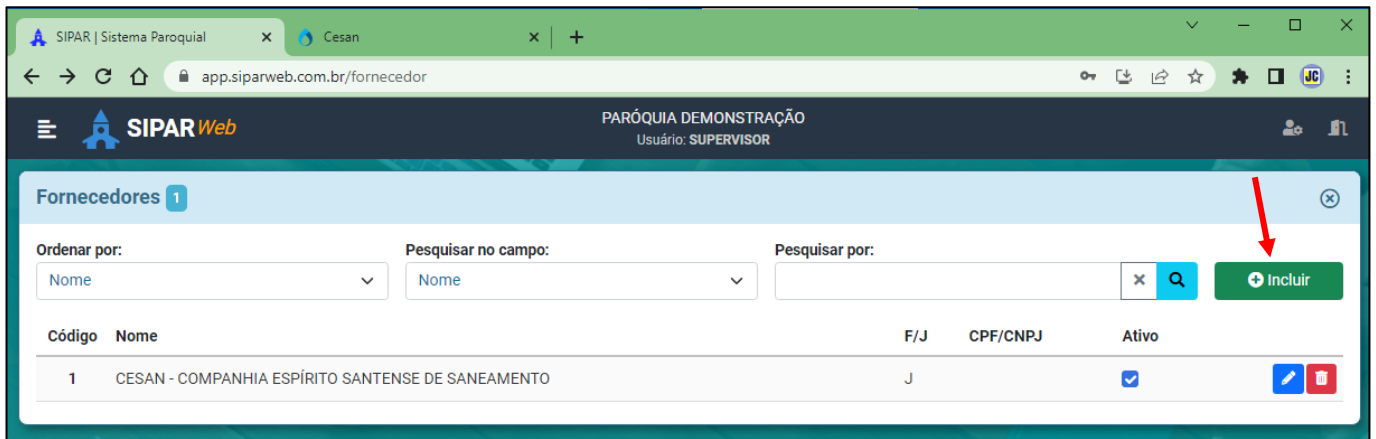 SIPAR | Sistema Paroquial
Cesan
app.siparweb.com.br/fornecedor
JC
SIPAR Web
PARÓQUIA DEMONSTRAÇÃO
Usuário: SUPERVISOR
Fornecedores 1
Ordenar por: Pesquisar no campo: Pesquisar por:
Nome Nome Incluir
Código Nome F/J CPF/CNPJ Ativo
1 CESAN - COMPANHIA ESPÍRITO SANTENSE DE SANEAMENTO J